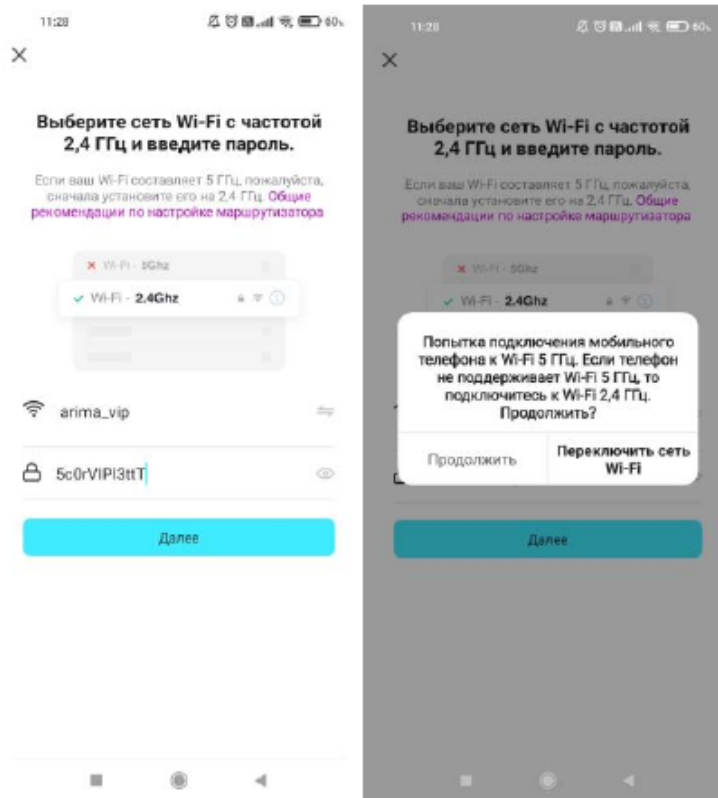 11:28
60%
Выберите сеть Wi-Fi с частотой
2,4 ГГц и введите пароль.
Если ваш Wi-Fi составляет 5 ГГц, пожалуйста,
сначала установите его на 2,4 ГГц. Общие
рекомендации по настройке маршрутизатора
Wi-Fi - 5Ghz
Wi-Fi - 2.4Ghz
arima_vip
5c0rVIPl3ttT
Далее
11:28
60%
Выберите сеть Wi-Fi с частотой
2,4 ГГц и введите пароль.
Если ваш Wi-Fi составляет 5 ГГц, пожалуйста,
сначала установите его на 2,4 ГГц. Общие
рекомендации по настройке маршрутизатора
Wi-Fi - 5Ghz
Wi-Fi - 2.4Ghz
Попытка подключения мобильного
телефона к Wi-Fi 5 ГГц. Если телефон
не поддерживает Wi-Fi 5 ГГц, то
подключитесь к Wi-Fi 2,4 ГГц.
Продолжить?
Продолжить
Переключить сеть
Wi-Fi
Далее